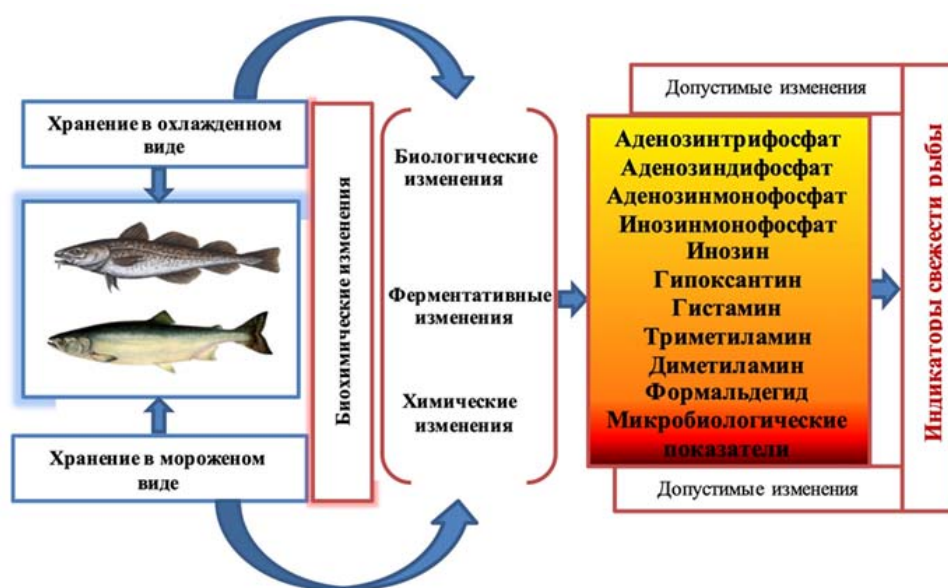 Хранение в охлажденном
виде
Хранение в мороженом
виде
Биохимические изменения
Биологические
изменения
Ферментативные
изменения
Химические
изменения
Допустимые изменения
Аденозинтрифосфат
Аденозиндифосфат
Аденозинмонофосфат
Инозинмонофосфат
Инозин
Гипоксантин
Гистамин
Триметиламин
Диметиламин
Формальдегид
Микробиологические
показатели
Допустимые изменения
Индикаторы свежести рыбы